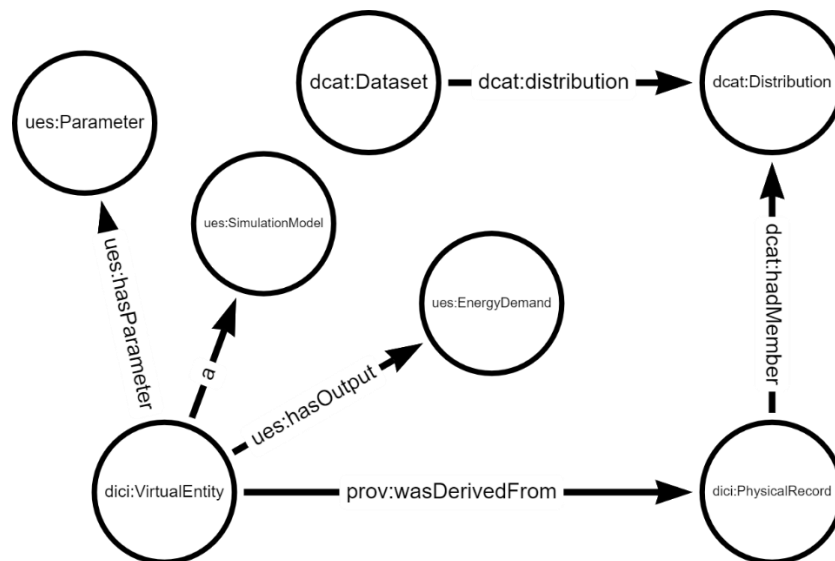 dcat:Dataset
dcat:distribution
dcat:Distribution
ues:Parameter
ues:SimulationModel
ues:hasParameter
a
ues:EnergyDemand
ues:hasOutput
dcat:hadMember
dici:VirtualEntity
prov:wasDerivedFrom
dici:PhysicalRecord